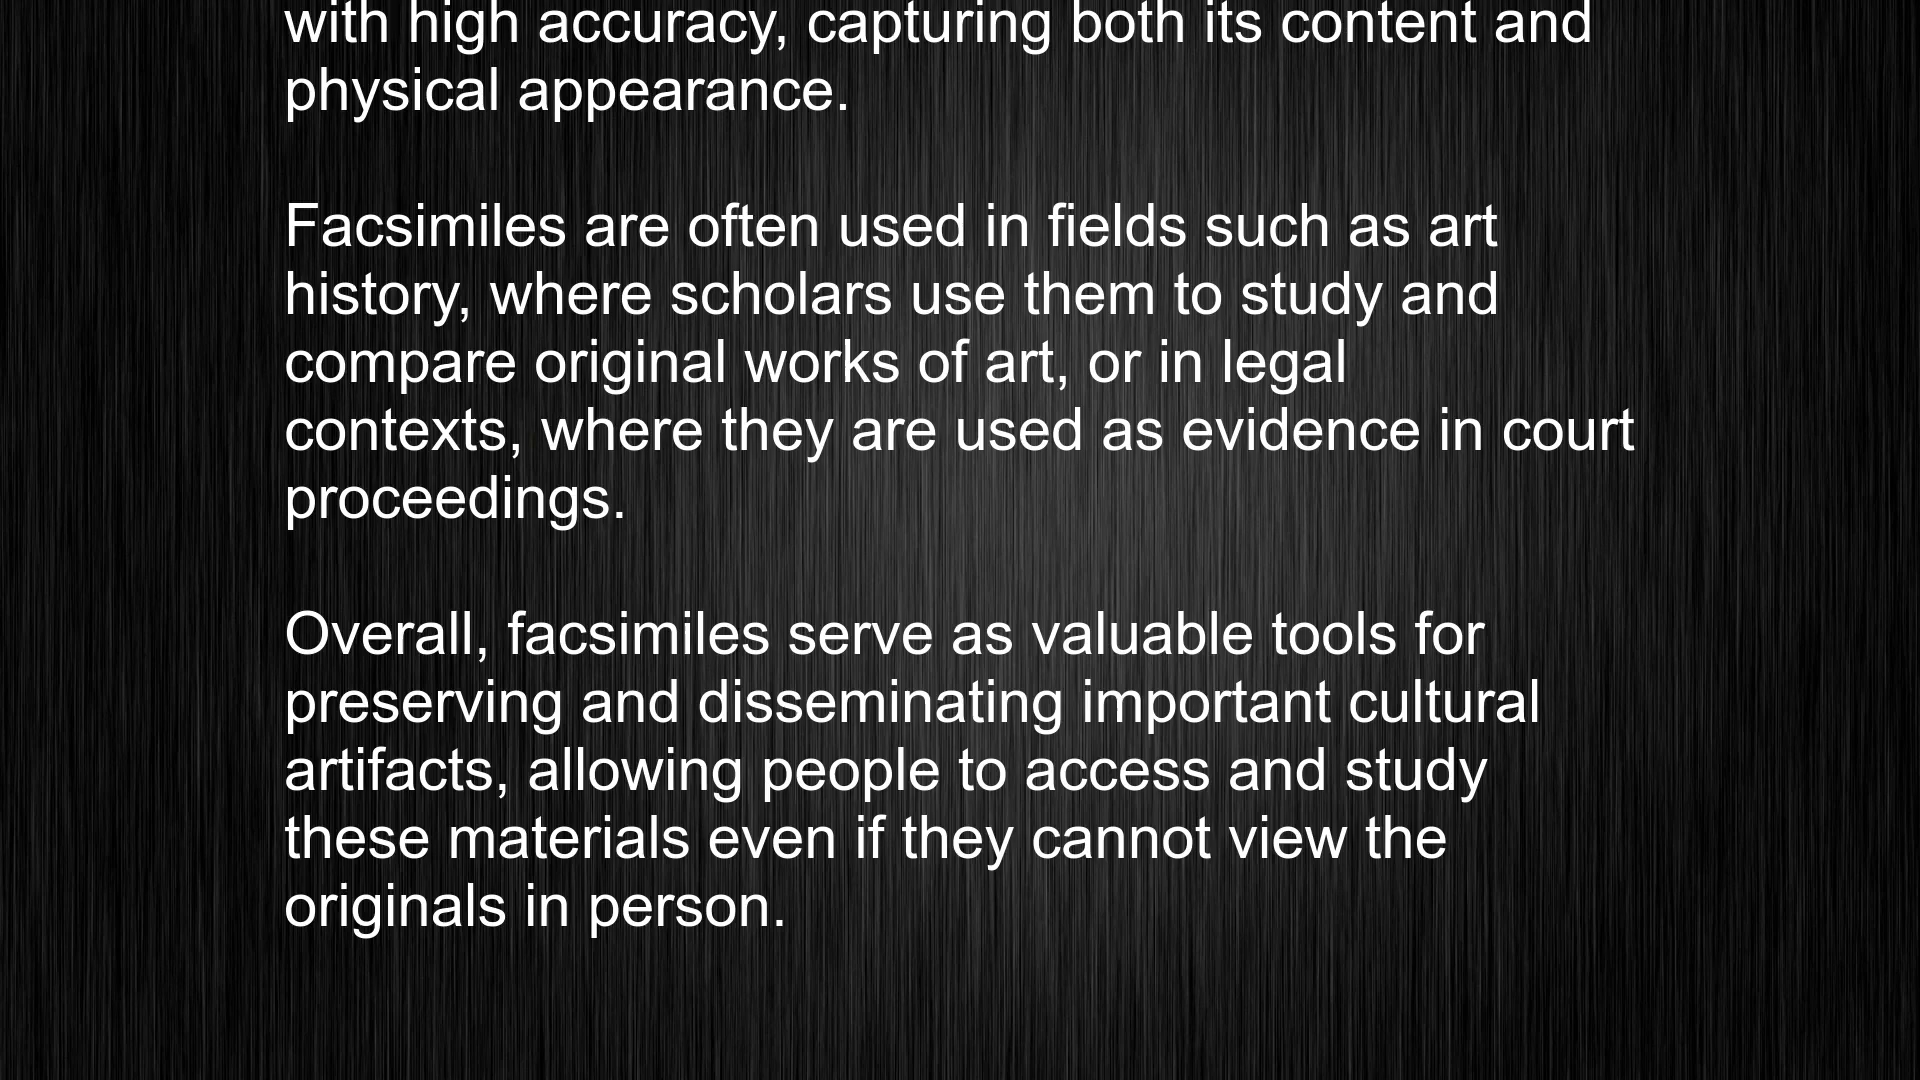 with high accuracy, capturing both its content and
physical appearance.
Facsimiles are often used in fields such as art
history, where scholars use them to study and
compare original works of art, or in legal
contexts, where they are used as evidence in court
proceedings.
Overall, facsimiles serve as valuable tools for
preserving and disseminating important cultural
artifacts, allowing people to access and study
these materials even if they cannot view the
originals in person.